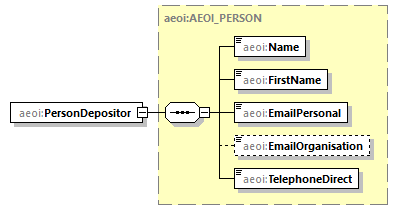 aeoi:AEOI_PERSON
aeoi:Name
aeoi:FirstName
aeoi:PersonDepositor
aeoi:EmailPersonal
aeoi:EmailOrganisation
aeoi:TelephoneDirect